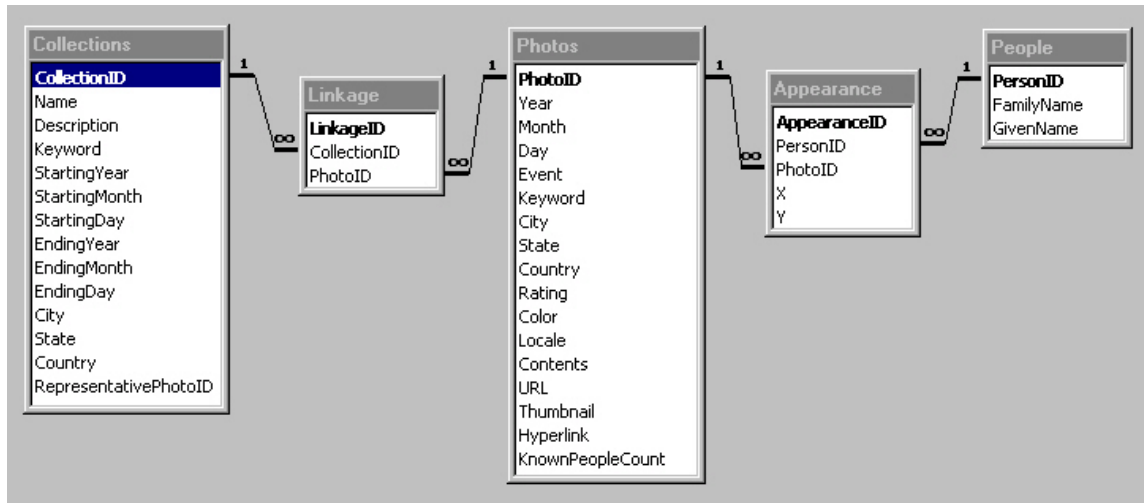 Collections
CollectionID
Name
Description
Keyword
StartingYear
StartingMonth
StartingDay
EndingYear
EndingMonth
EndingDay
City
State
Country
RepresentativePhotoID
1
∞
Linkage
LinkageID
CollectionID
PhotoID
1
∞
Photos
PhotoID
Year
Month
Day
Event
Keyword
City
State
Country
Rating
Color
Locale
Contents
URL
Thumbnail
Hyperlink
KnownPeopleCount
1
∞
Appearance
AppearanceID
PersonID
PhotoID
X
Y
1
∞
People
PersonID
FamilyName
GivenName